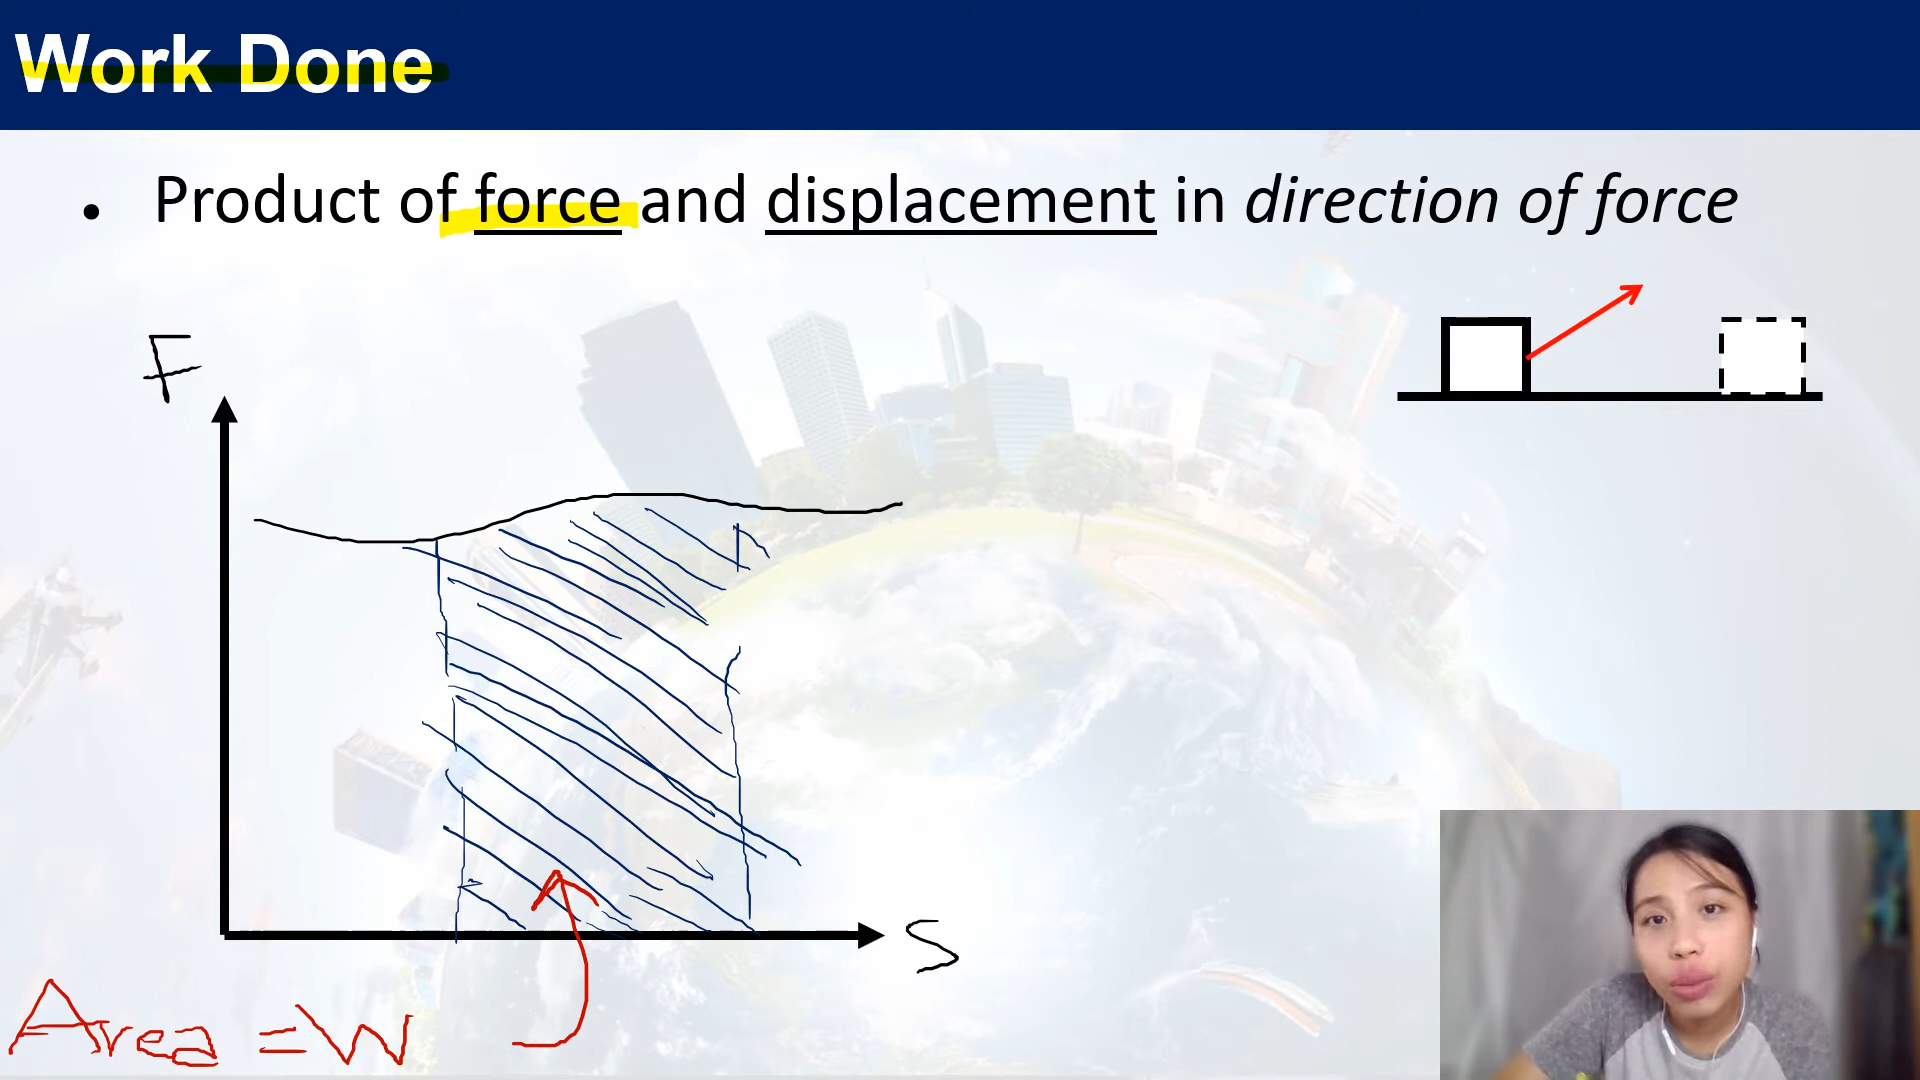 Work Done
• Product of force and displacement in direction of force
F
S
Area = W